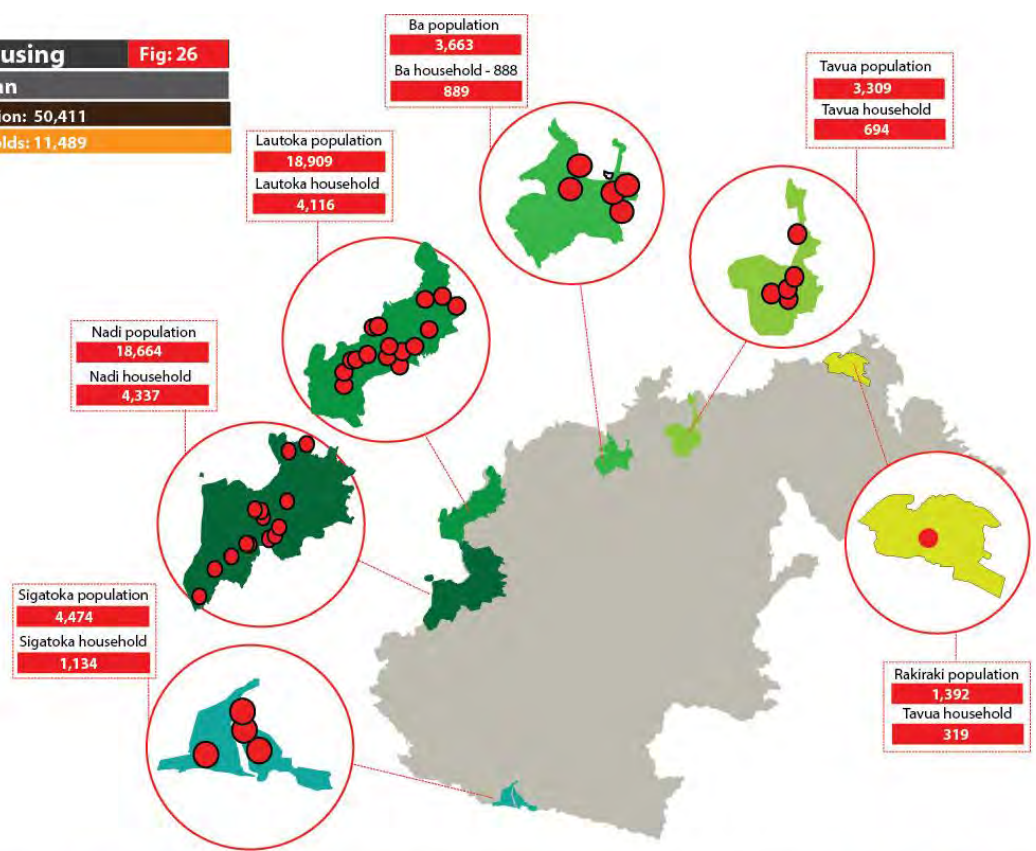 using
Fig: 26
an
ion: 50,411
olds: 11,489
Ba population
3,663
Ba household - 888
889
Tavua population
3,309
Tavua household
694
Lautoka population
18,909
Lautoka household
4,116
Nadi population
18,664
Nadi household
4,337
Sigatoka population
4,474
Sigatoka household
1,134
Rakiraki population
1,392
Tavua household
319